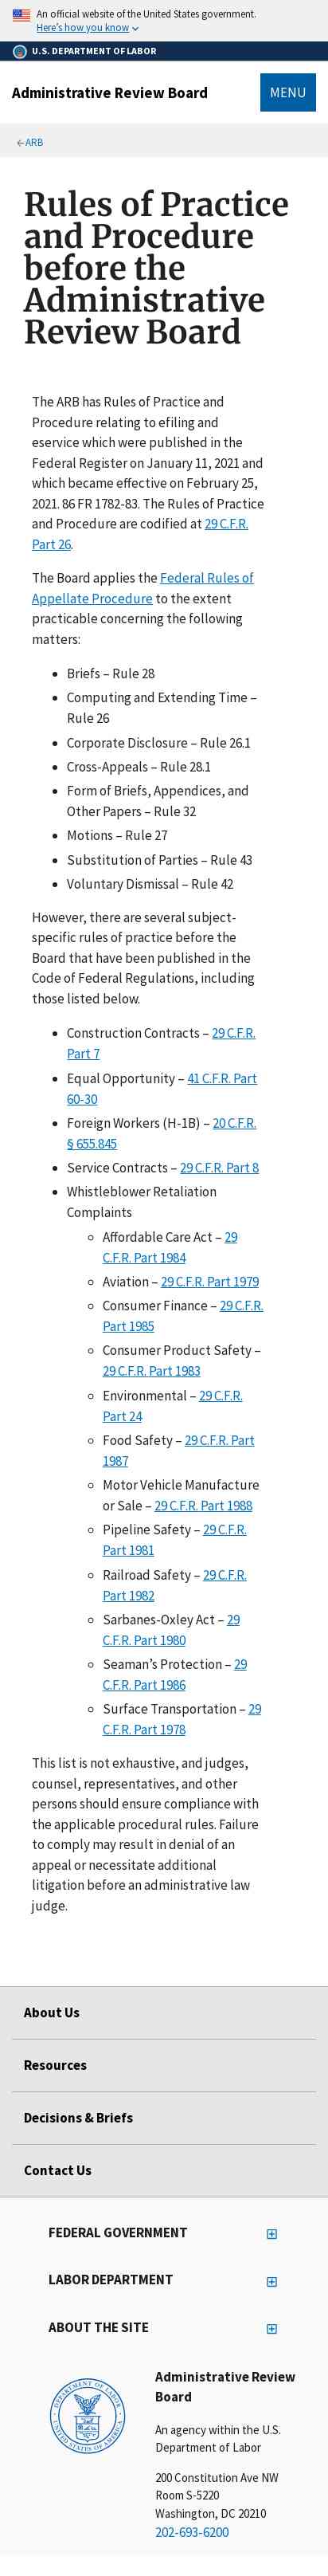 An official website of the United States government.
Here's how you know
U.S. DEPARTMENT OF LABOR
Administrative Review Board
MENU
ARB
Rules of Practice
and Procedure
before the
Administrative
Review Board
The ARB has Rules of Practice and
Procedure relating to efiling and
eservice which were published in the
Federal Register on January 11, 2021 and
which became effective on February 25,
2021. 86 FR 1782-83. The Rules of Practice
and Procedure are codified at 29 C.F.R.
Part 26.
The Board applies the Federal Rules of
Appellate Procedure to the extent
practicable concerning the following
matters:
• Briefs – Rule 28
• Computing and Extending Time –
Rule 26
• Corporate Disclosure – Rule 26.1
• Cross-Appeals – Rule 28.1
• Form of Briefs, Appendices, and
Other Papers – Rule 32
• Motions – Rule 27
• Substitution of Parties – Rule 43
• Voluntary Dismissal – Rule 42
However, there are several subject-
specific rules of practice before the
Board that have been published in the
Code of Federal Regulations, including
those listed below.
• Construction Contracts – 29 C.F.R.
Part 7
• Equal Opportunity – 41 C.F.R. Part
60-30
• Foreign Workers (H-1B) – 20 C.F.R.
§ 655.845
• Service Contracts – 29 C.F.R. Part 8
• Whistleblower Retaliation
Complaints
◦ Affordable Care Act – 29
C.F.R. Part 1984
◦ Aviation – 29 C.F.R. Part 1979
◦ Consumer Finance – 29 C.F.R.
Part 1985
◦ Consumer Product Safety –
29 C.F.R. Part 1983
◦ Environmental – 29 C.F.R.
Part 24
◦ Food Safety – 29 C.F.R. Part
1987
◦ Motor Vehicle Manufacture
or Sale – 29 C.F.R. Part 1988
◦ Pipeline Safety – 29 C.F.R.
Part 1981
◦ Railroad Safety – 29 C.F.R.
Part 1982
◦ Sarbanes-Oxley Act – 29
C.F.R. Part 1980
◦ Seaman's Protection – 29
C.F.R. Part 1986
◦ Surface Transportation – 29
C.F.R. Part 1978
This list is not exhaustive, and judges,
counsel, representatives, and other
persons should ensure compliance with
the applicable procedural rules. Failure
to comply may result in denial of an
appeal or necessitate additional
litigation before an administrative law
judge.
About Us
Resources
Decisions & Briefs
Contact Us
FEDERAL GOVERNMENT
LABOR DEPARTMENT
ABOUT THE SITE
DEPARTMENT OF LABOR
UNITED STATES OF AMERICA
Administrative Review
Board
An agency within the U.S.
Department of Labor
200 Constitution Ave NW
Room S-5220
Washington, DC 20210
202-693-6200